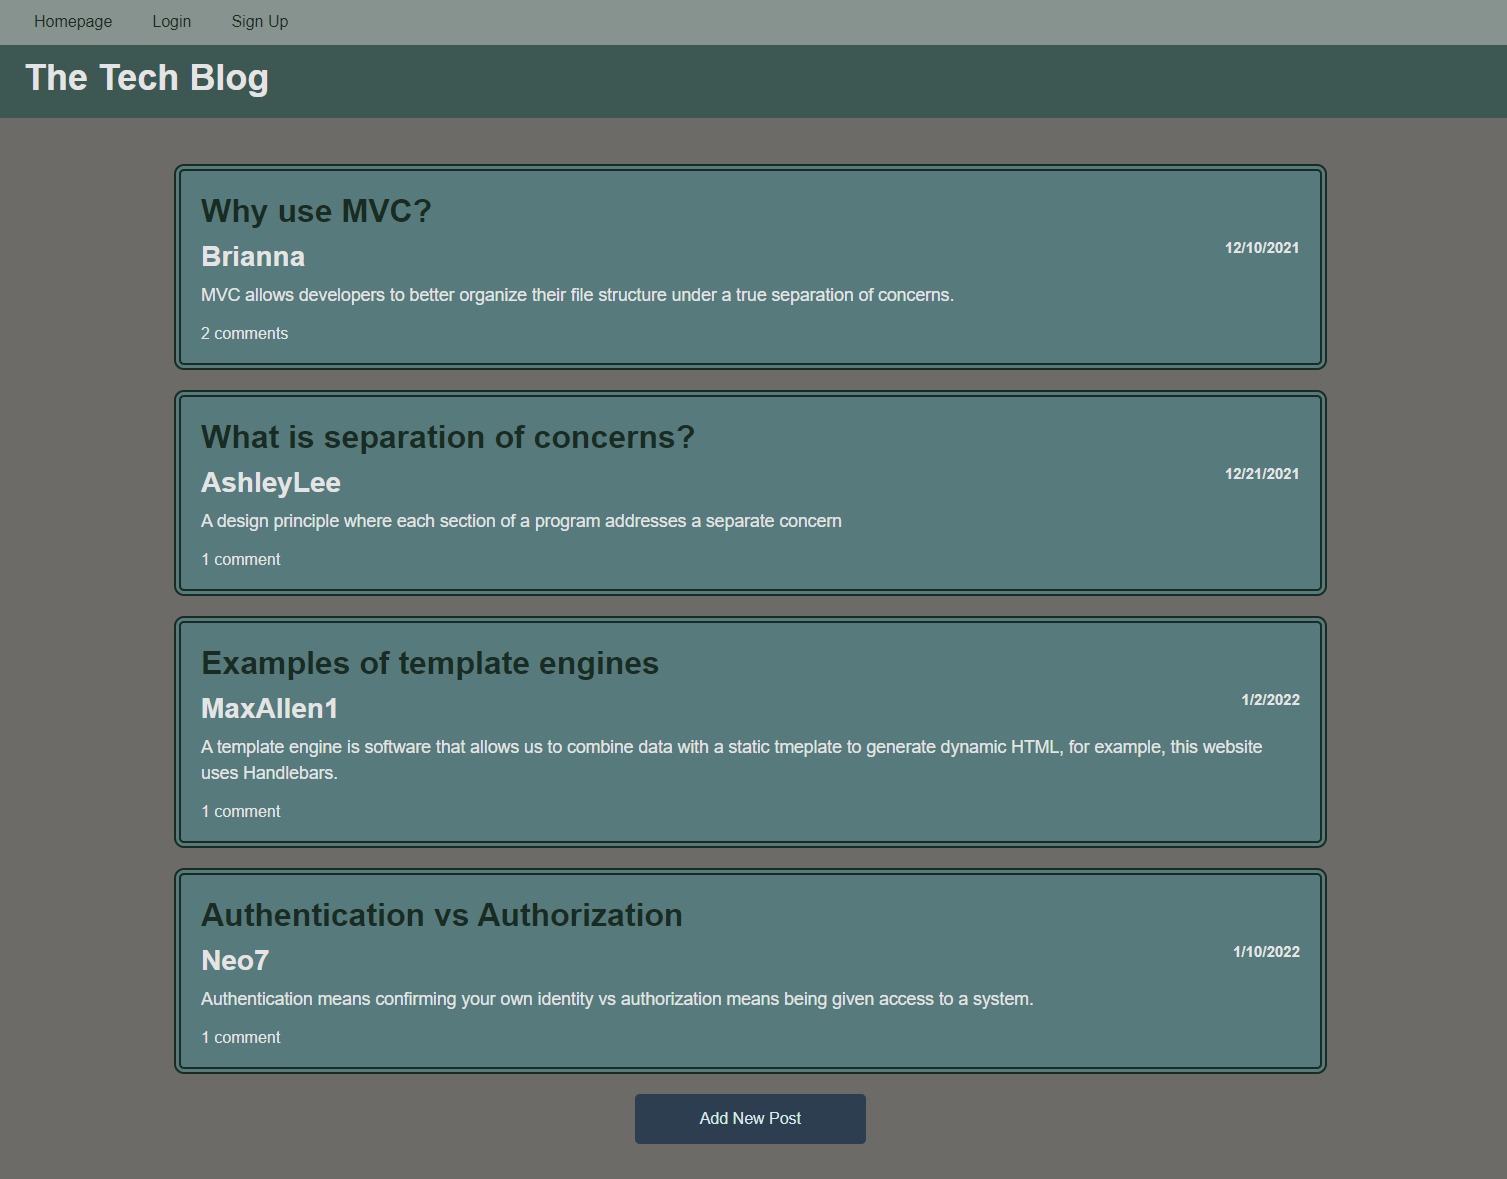 Homepage Login Sign Up
The Tech Blog
Why use MVC?
Brianna
12/10/2021
MVC allows developers to better organize their file structure under a true separation of concerns.
2 comments
What is separation of concerns?
AshleyLee
12/21/2021
A design principle where each section of a program addresses a separate concern
1 comment
Examples of template engines
MaxAllen1
1/2/2022
A template engine is software that allows us to combine data with a static tmeplate to generate dynamic HTML, for example, this website
uses Handlebars.
1 comment
Authentication vs Authorization
Neo7
1/10/2022
Authentication means confirming your own identity vs authorization means being given access to a system.
1 comment
Add New Post